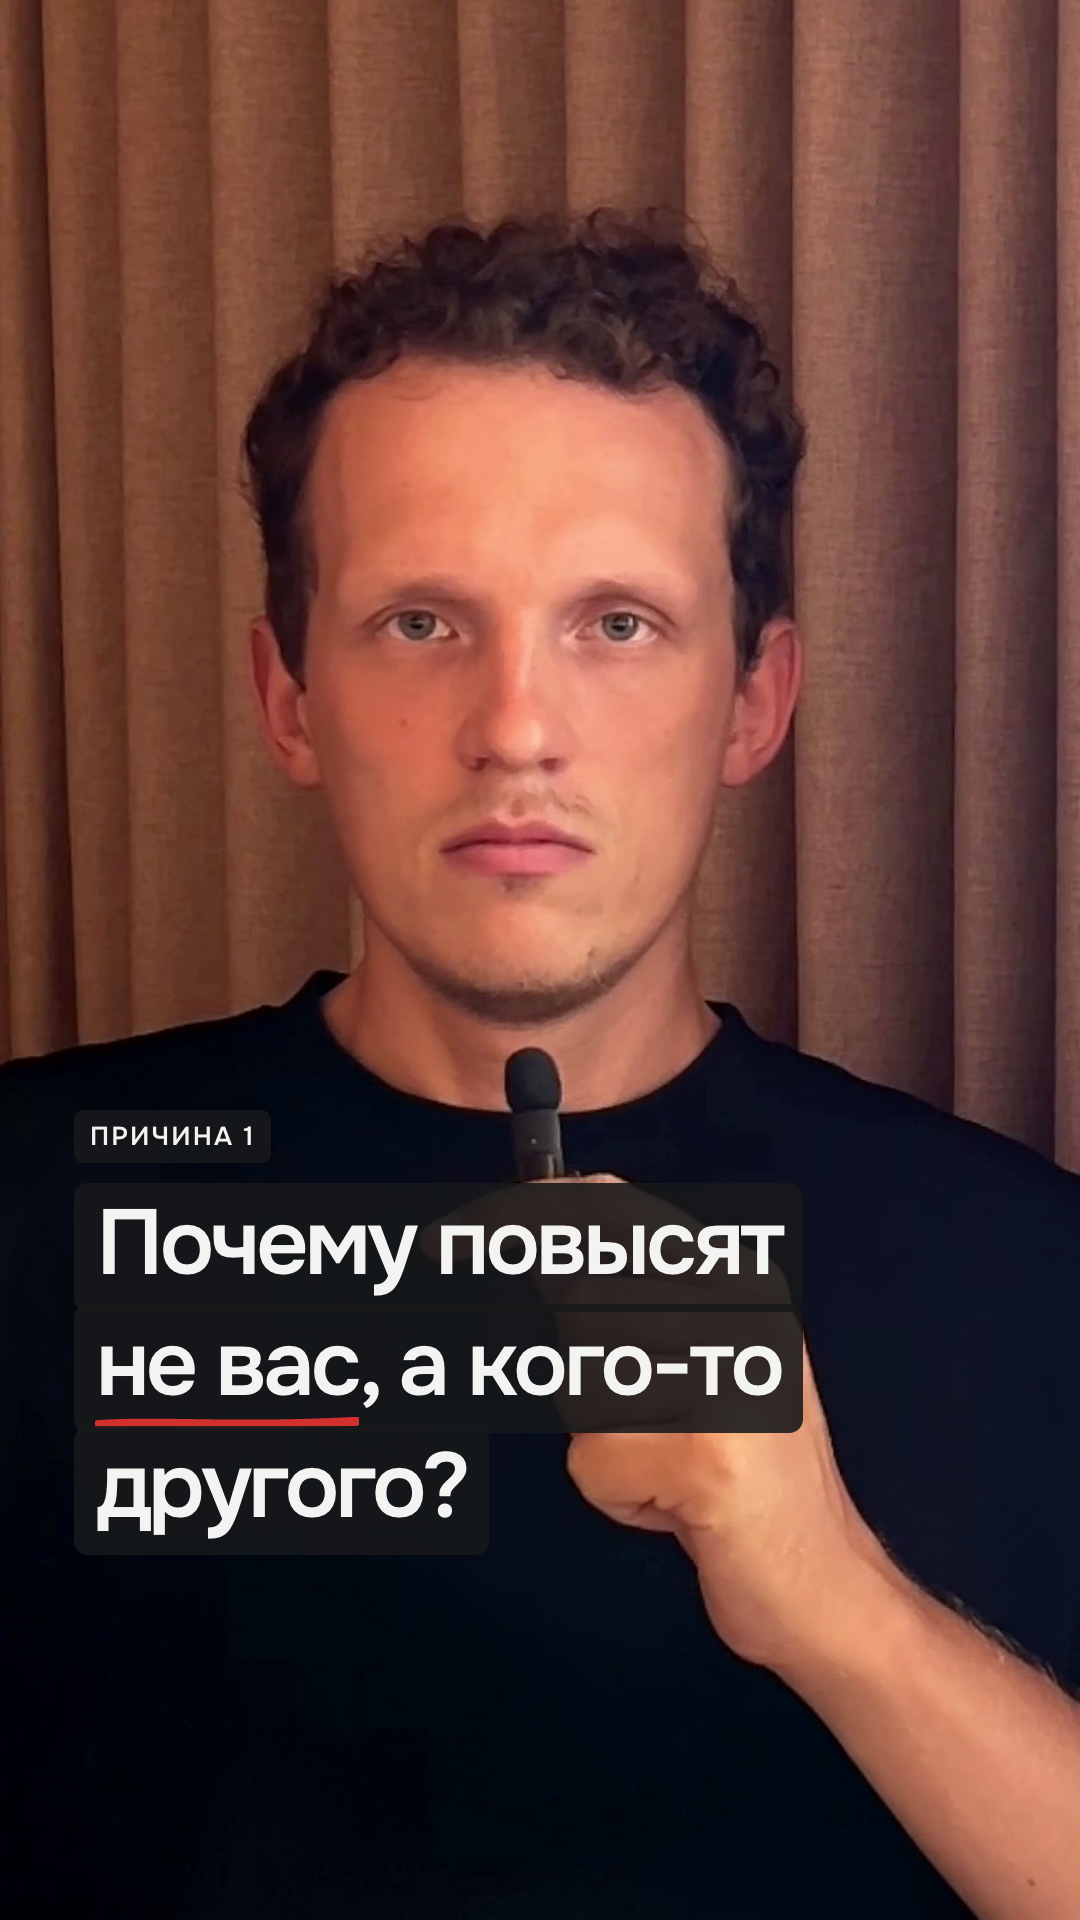 ПРИЧИНА 1
Почему повысят
не вас, а кого-то
другого?